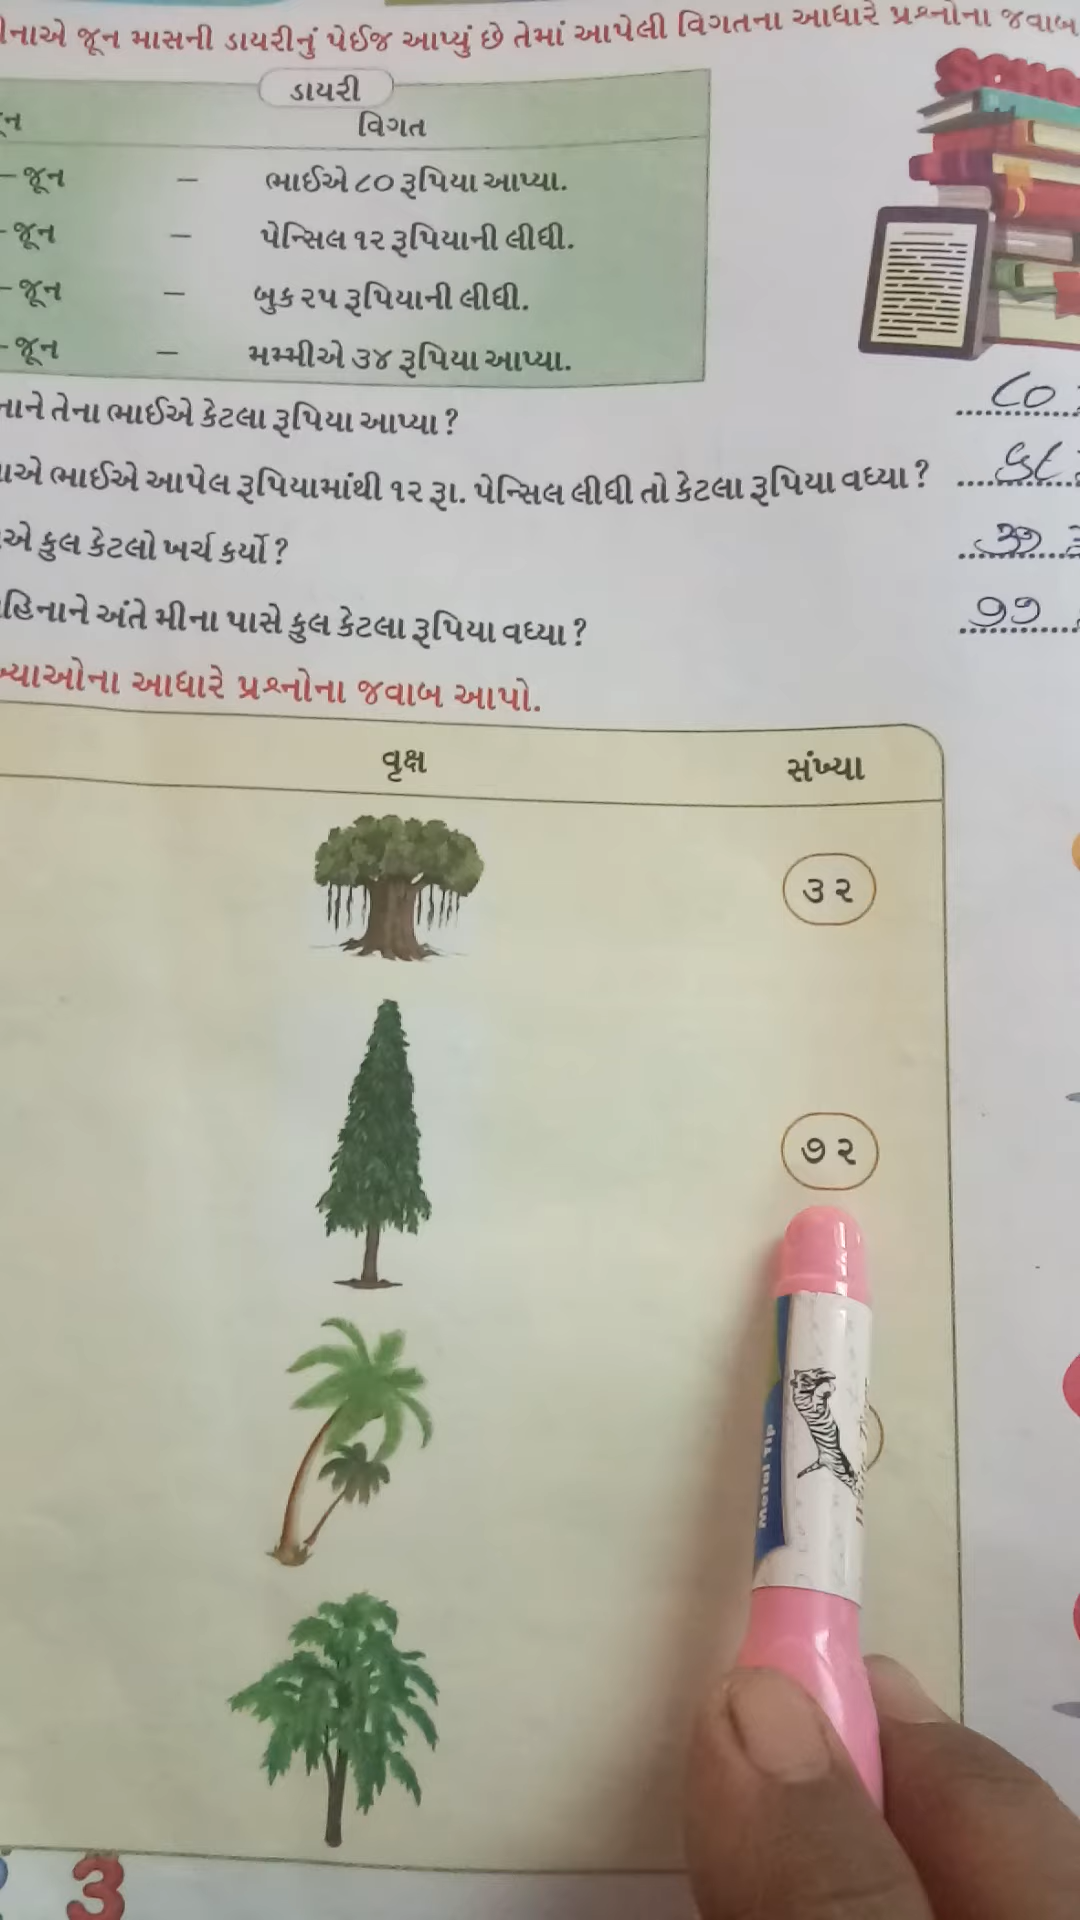 જૂન માસની ડાયરીનું પેઈજ આપ્યું છે તેમાં આપેલી વિગતના આધારે પ્રશ્નોના જવાબ
ડાયરી
વિગત
– જૂન – ભાઈએ ૮૦ રૂપિયા આપ્યા.
– જૂન – પેન્સિલ ૧૨ રૂપિયાની લીધી.
– જૂન – બુક ૨૫ રૂપિયાની લીધી.
– જૂન – મમ્મીએ ૩૪ રૂપિયા આપ્યા.
તેના ભાઈએ કેટલા રૂપિયા આપ્યા ? ૮૦
ભાઈએ આપેલ રૂપિયામાંથી ૧૨ રૂા. પેન્સિલ લીધી તો કેટલા રૂપિયા વધ્યા ? ૬૮
કુલ કેટલો ખર્ચ કર્યો ? ૩૭
અંતે મીના પાસે કુલ કેટલા રૂપિયા વધ્યા ? ૭૭
આધારે પ્રશ્નોના જવાબ આપો.
વૃક્ષ સંખ્યા
૩૨
૭૨
Metal Tip
3